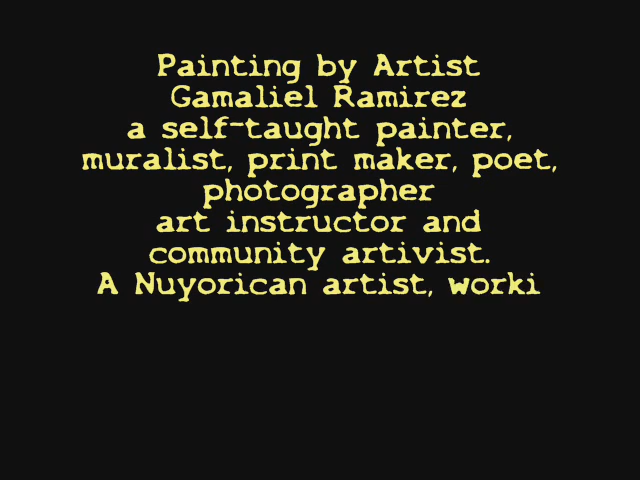 Painting by Artist
Gamaliel Ramirez
a self-taught painter,
muralist, print maker, poet,
photographer
art instructor and
community artivist.
A Nuyorican artist, worki